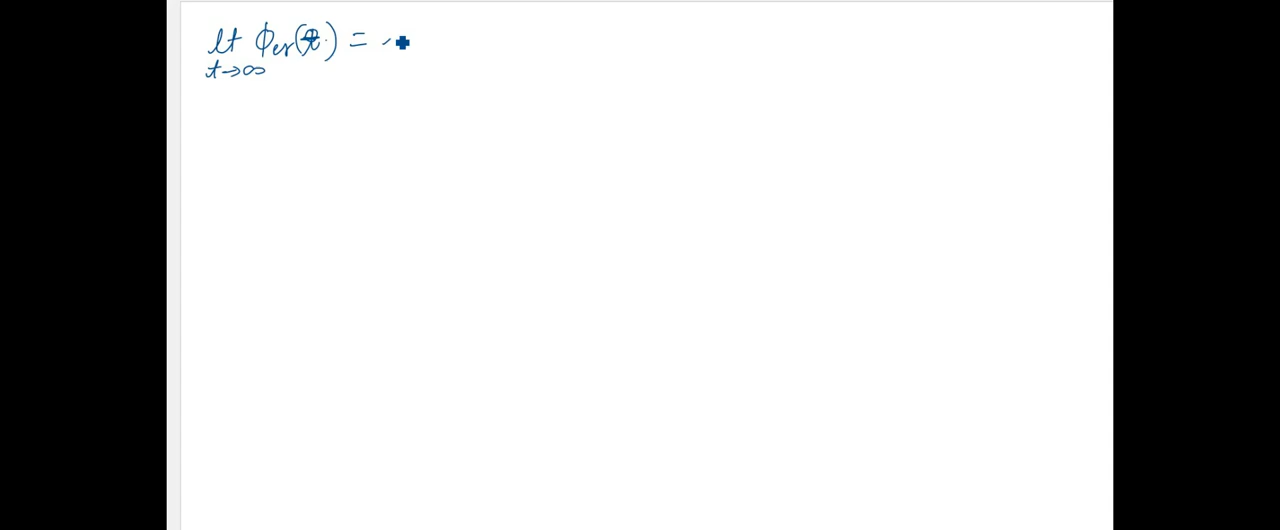 lt ϕer(t) =
t→∞